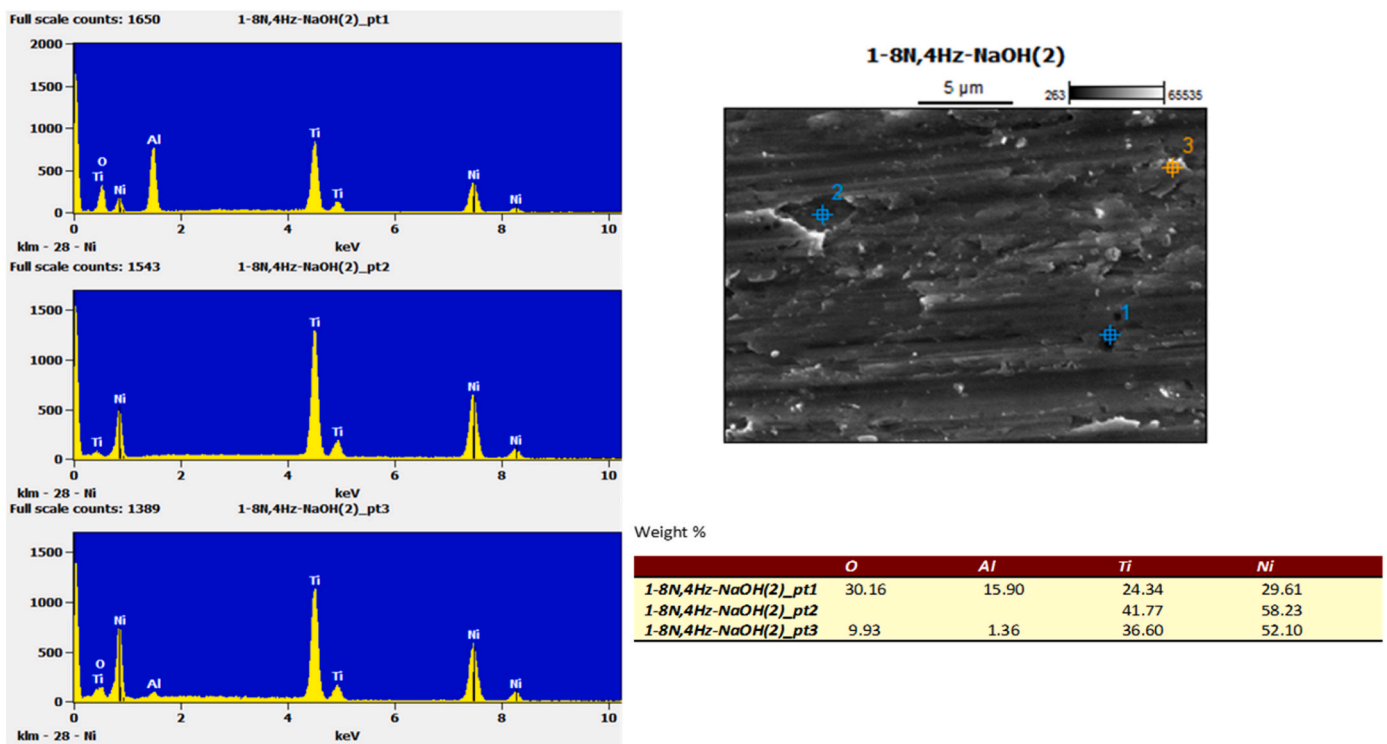 Full scale counts: 1650 1-8N,4Hz-NaOH(2)_pt1
2000
1500
1000
500
0
O
Ti
Ni
Al
Ti
Ti
Ni
Ni
0 2 4 6 8 10
klm - 28 - Ni keV
Full scale counts: 1543 1-8N,4Hz-NaOH(2)_pt2
1500
1000
500
0
Ti
Ni
Ti
Ti
Ni
Ni
0 2 4 6 8 10
klm - 28 - Ni keV
Full scale counts: 1389 1-8N,4Hz-NaOH(2)_pt3
1500
1000
500
0
O
Ti
Ni
Al
Ti
Ti
Ni
Ni
0 2 4 6 8 10
klm - 28 - Ni keV
1-8N,4Hz-NaOH(2)
5 µm 263 65535
3
2
1
Weight %
O Al Ti Ni
1-8N,4Hz-NaOH(2)_pt1 30.16 15.90 24.34 29.61
1-8N,4Hz-NaOH(2)_pt2 41.77 58.23
1-8N,4Hz-NaOH(2)_pt3 9.93 1.36 36.60 52.10